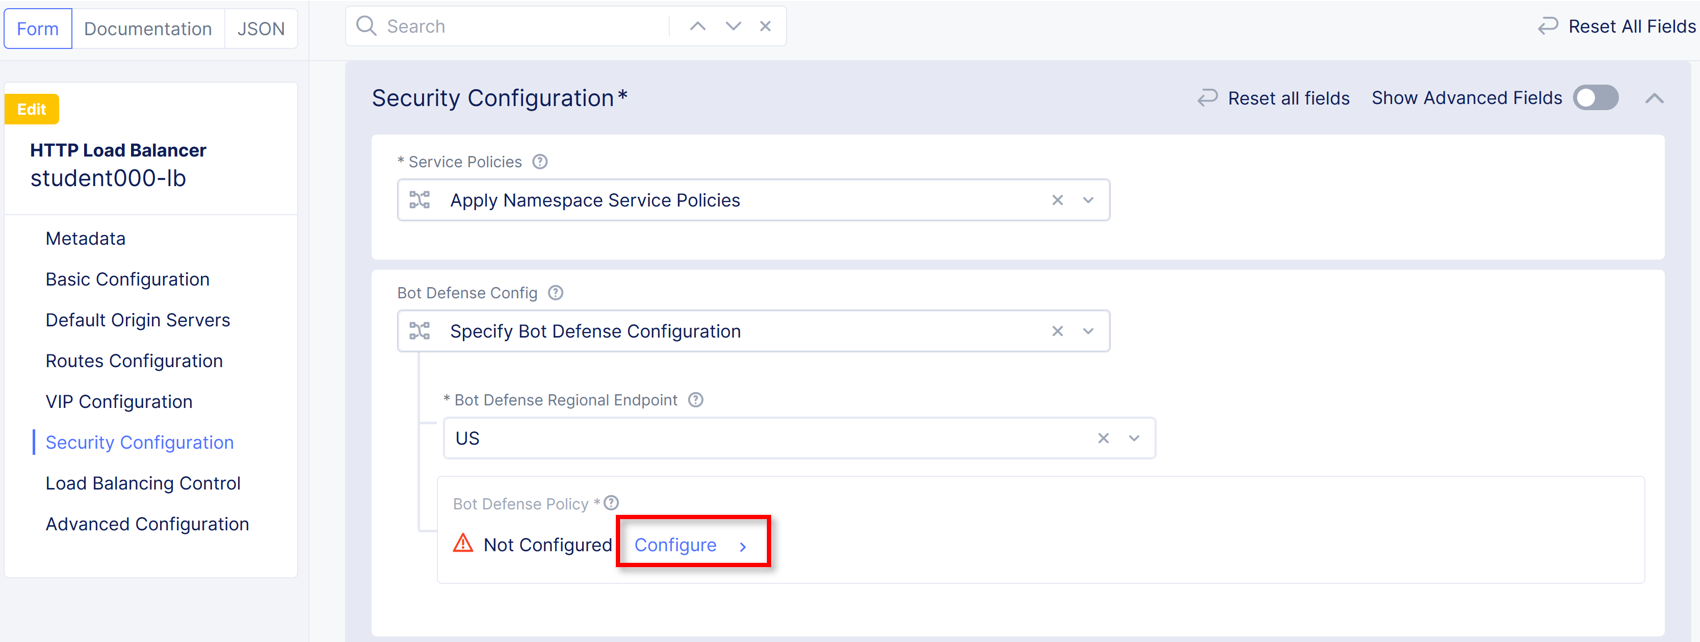 Form
Documentation
JSON
Search
Reset All Fields
Edit
HTTP Load Balancer
student000-lb
Metadata
Basic Configuration
Default Origin Servers
Routes Configuration
VIP Configuration
Security Configuration
Load Balancing Control
Advanced Configuration
Security Configuration*
Reset all fields
Show Advanced Fields
* Service Policies
Apply Namespace Service Policies
Bot Defense Config
Specify Bot Defense Configuration
* Bot Defense Regional Endpoint
US
Bot Defense Policy *
Not Configured
Configure